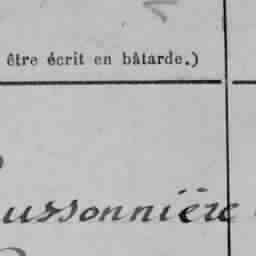 être écrit en bâtarde.)
ussonnière